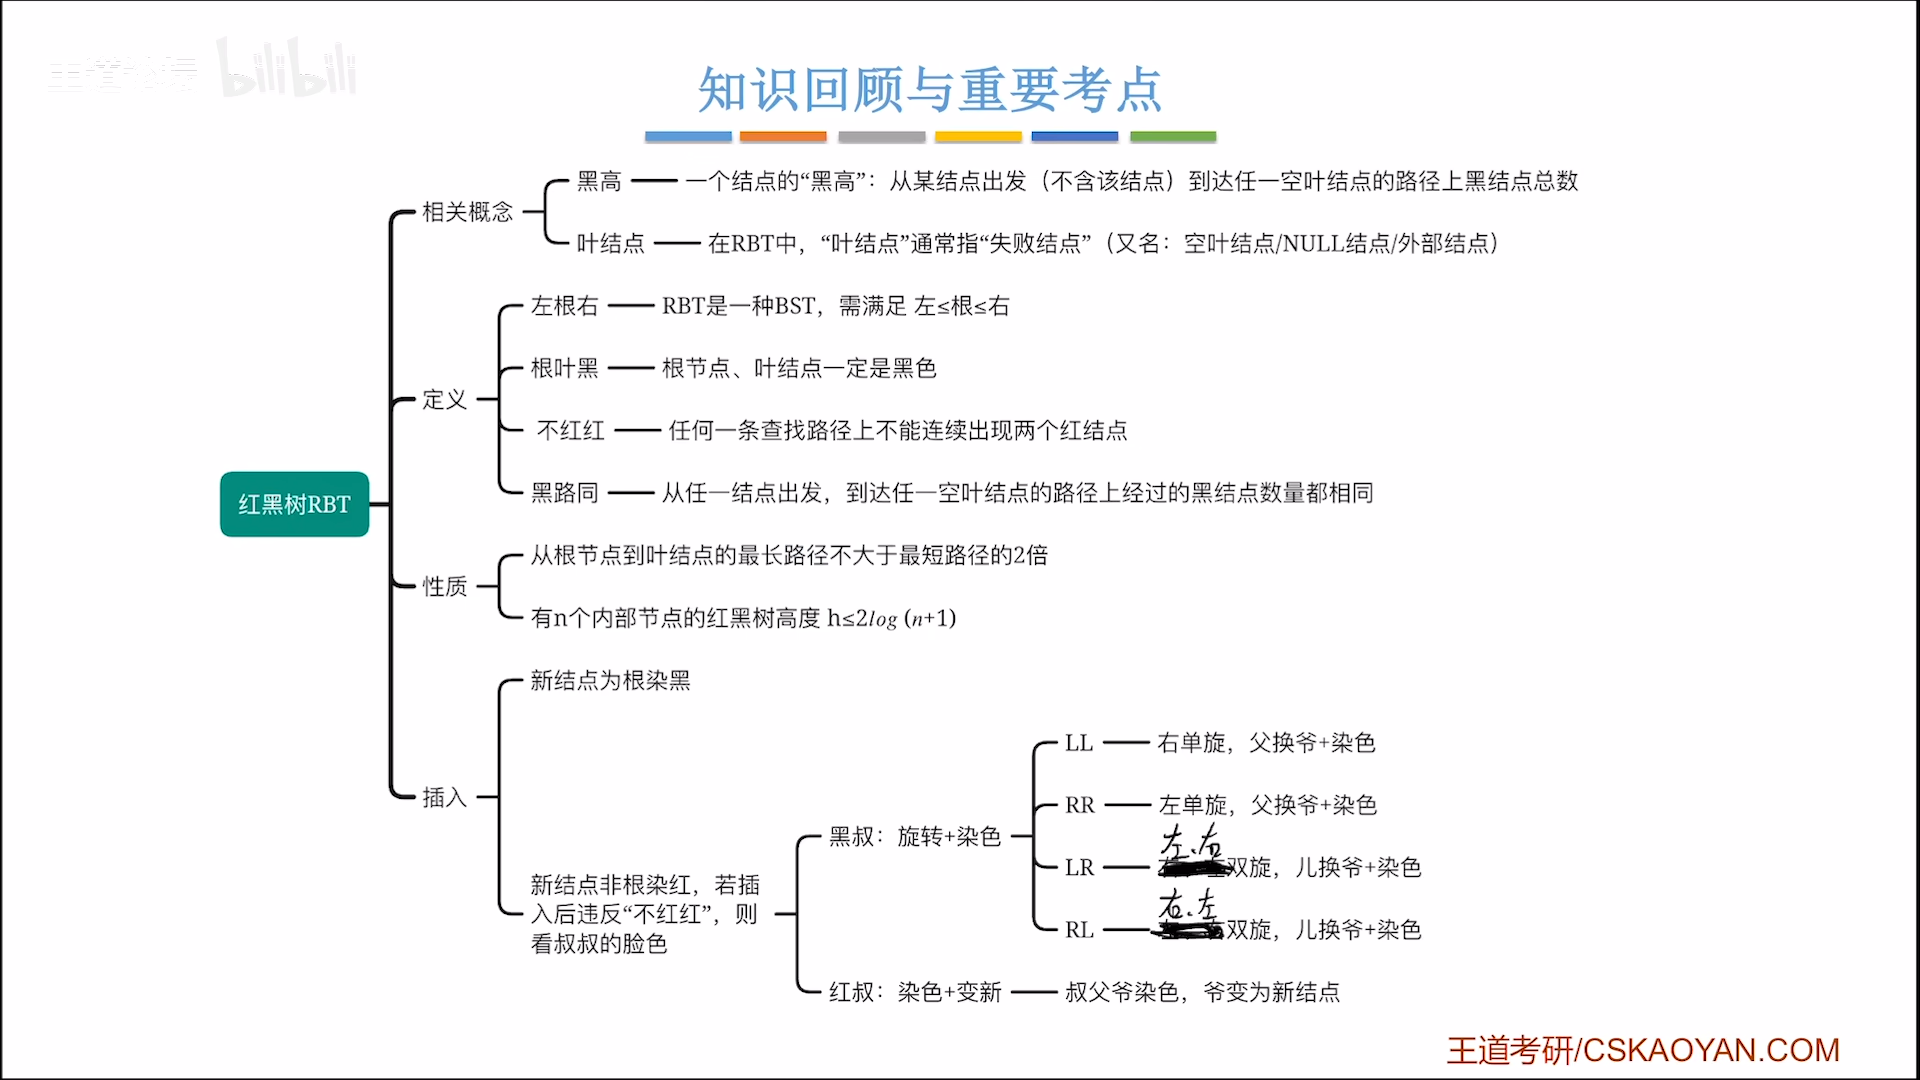 王道论坛 bilibili
知识回顾与重要考点
红黑树RBT
相关概念
黑高
一个结点的“黑高”：从某结点出发（不含该结点）到达任一空叶结点的路径上黑结点总数
叶结点
在RBT中，“叶结点”通常指“失败结点”（又名：空叶结点/NULL结点/外部结点）
定义
左根右
RBT是一种BST，需满足 左≤根≤右
根叶黑
根节点、叶结点一定是黑色
不红红
任何一条查找路径上不能连续出现两个红结点
黑路同
从任一结点出发，到达任一空叶结点的路径上经过的黑结点数量都相同
性质
从根节点到叶结点的最长路径不大于最短路径的2倍
有n个内部节点的红黑树高度 h≤2log (n+1)
插入
新结点为根染黑
新结点非根染红，若插
入后违反“不红红”，则
看叔叔的脸色
黑叔：旋转+染色
LL
右单旋，父换爷+染色
RR
左单旋，父换爷+染色
左、右
LR
双旋，儿换爷+染色
右、左
RL
双旋，儿换爷+染色
红叔：染色+变新
叔父爷染色，爷变为新结点
王道考研/CSKAOYAN.COM